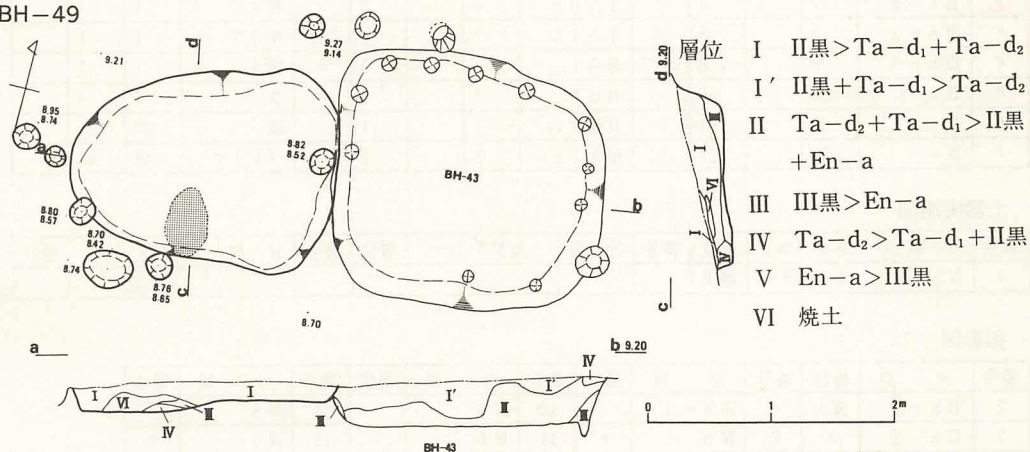 BH-49
9.21
d
9.27
9.14
8.95
8.74
a
8.82
8.52
BH-43
b
8.80
8.57
8.70
8.42
8.74
8.76
8.65
c
8.70
d 9.20
I
III
VI
I
IV
c
層位 I II黒>Ta-d₁+Ta-d₂
I′ II黒+Ta-d₁>Ta-d₂
II Ta-d₂+Ta-d₁>II黒
+En-a
III III黒>En-a
IV Ta-d₂>Ta-d₁+II黒
V En-a>III黒
VI 焼土
a
b 9.20
I VI IV III I III I′ II I′ IV III
BH-43
0 1 2m